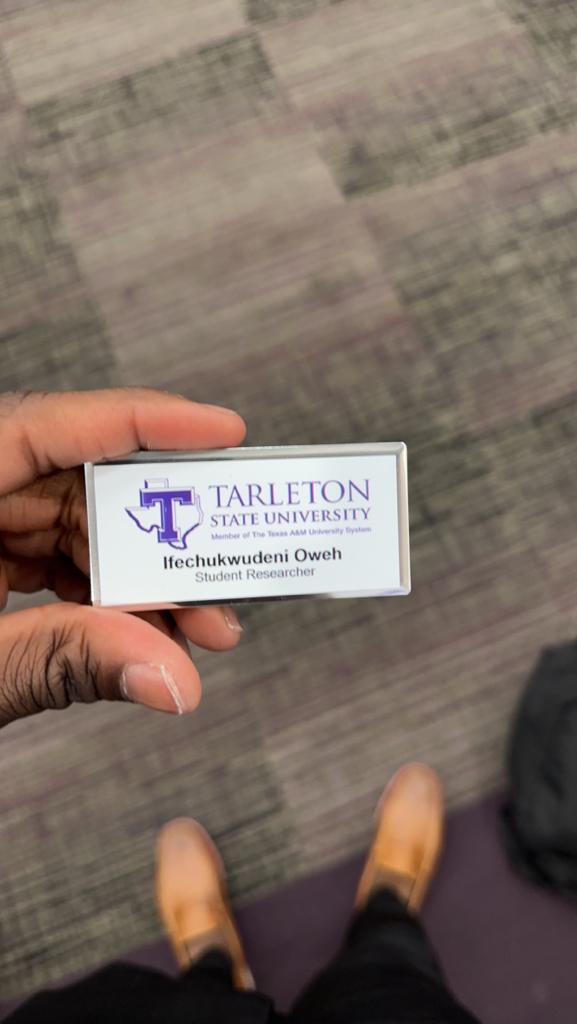 T
TARLETON
STATE UNIVERSITY
Member of The Texas A&M University System
Ifechukwudeni Oweh
Student Researcher